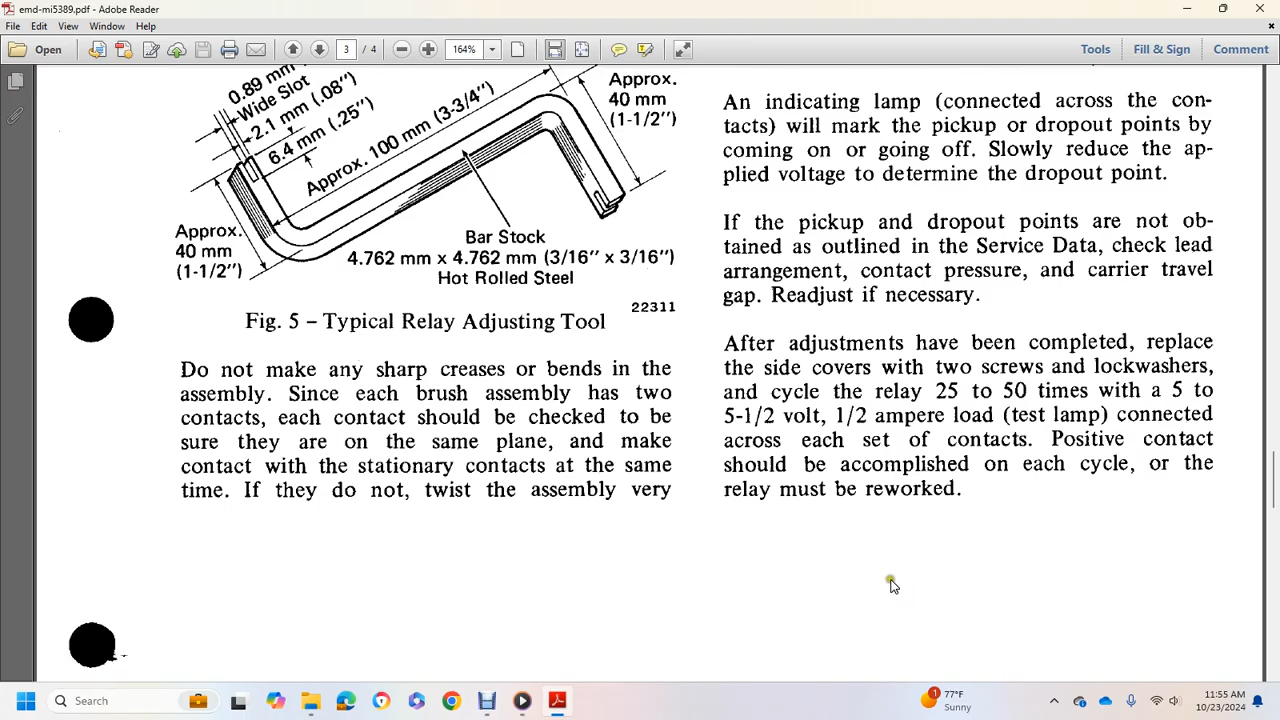 emd-mi5389.pdf - Adobe Reader
File Edit View Window Help
Open 3 / 4 164% Tools Fill & Sign Comment
0.89 mm
Wide Slot
2.1 mm (.08")
6.4 mm (.25")
Approx. 100 mm (3-3/4")
Approx.
40 mm
(1-1/2")
Approx.
40 mm
(1-1/2")
Bar Stock
4.762 mm x 4.762 mm (3/16" x 3/16")
Hot Rolled Steel
22311
Fig. 5 – Typical Relay Adjusting Tool
Do not make any sharp creases or bends in the
assembly. Since each brush assembly has two
contacts, each contact should be checked to be
sure they are on the same plane, and make
contact with the stationary contacts at the same
time. If they do not, twist the assembly very
An indicating lamp (connected across the con-
tacts) will mark the pickup or dropout points by
coming on or going off. Slowly reduce the ap-
plied voltage to determine the dropout point.
If the pickup and dropout points are not ob-
tained as outlined in the Service Data, check lead
arrangement, contact pressure, and carrier travel
gap. Readjust if necessary.
After adjustments have been completed, replace
the side covers with two screws and lockwashers,
and cycle the relay 25 to 50 times with a 5 to
5-1/2 volt, 1/2 ampere load (test lamp) connected
across each set of contacts. Positive contact
should be accomplished on each cycle, or the
relay must be reworked.
Search
1
77°F
Sunny
11:55 AM
10/23/2024